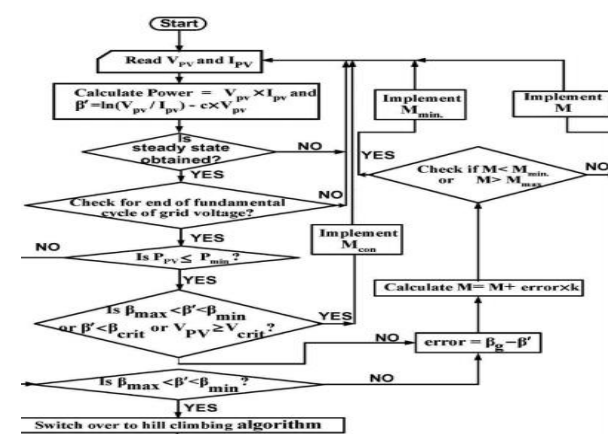 Start
Read V_PV and I_PV
Calculate Power = V_pv ×I_pv and
β'=ln(V_pv / I_pv) - c×V_pv
Is
steady state
obtained?
NO
YES
Check for end of fundamental
cycle of grid voltage?
NO
YES
NO
Is P_PV ≤ P_min ?
YES
Is β_max <β'<β_min
or β'<β_crit or V_PV ≥V_crit ?
YES
NO
Is β_max <β'<β_min ?
NO
YES
Switch over to hill climbing algorithm
Implement
M_con
Implement
M_min.
Implement
M
YES
Check if M< M_min.
or M> M_max
NO
Calculate M= M+ error×k
error = β_g −β'